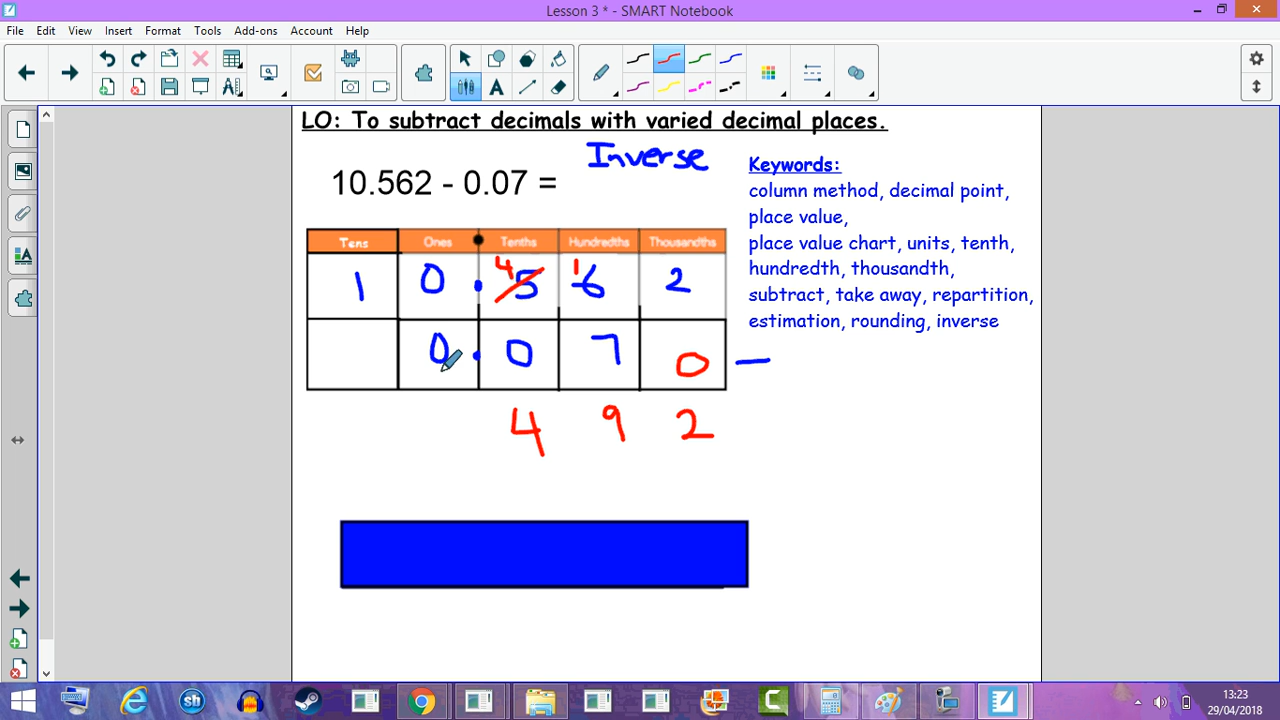 Lesson 3 * - SMART Notebook
File Edit View Insert Format Tools Add-ons Account Help
LO: To subtract decimals with varied decimal places.
Inverse
10.562 - 0.07 =
Keywords:
column method, decimal point,
place value,
place value chart, units, tenth,
hundredth, thousandth,
subtract, take away, repartition,
estimation, rounding, inverse
Tens Ones Tenths Hundredths Thousandths
1 0 . 4 5 1 6 2
0 . 0 7 0 –
4 9 2
13:23
29/04/2018